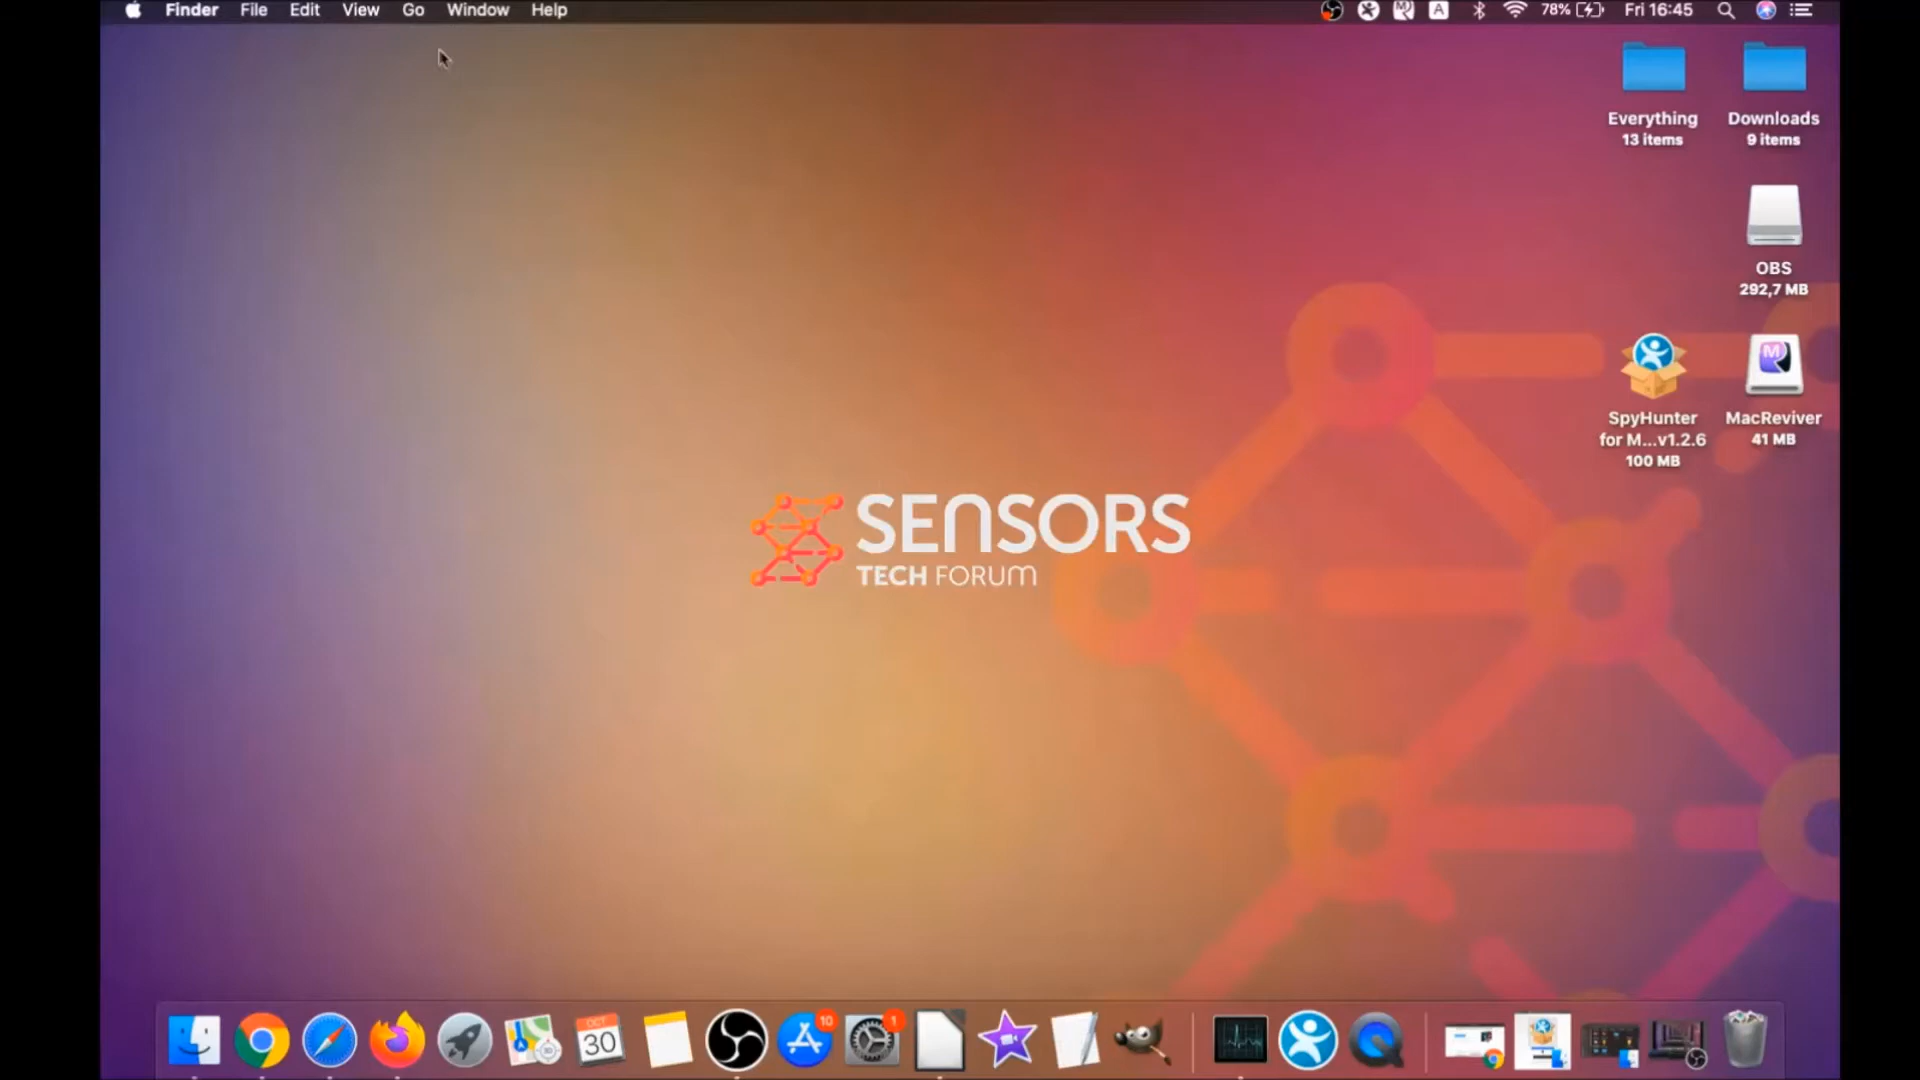 Finder File Edit View Go Window Help
A 78% Fri 16:45
Everything
13 items
Downloads
9 items
OBS
292,7 MB
SpyHunter
for M...v1.2.6
100 MB
M
MacReviver
41 MB
SENSORS
TECH FORUM
OCT
30
10
1